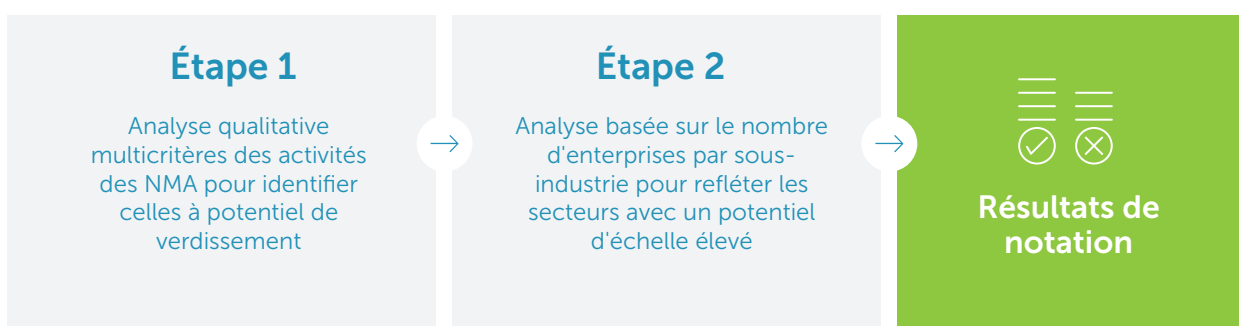 Étape 1
Analyse qualitative
multicritères des activités
des NMA pour identifier
celles à potentiel de
verdissement
Étape 2
Analyse basée sur le nombre
d'enterprises par sous-
industrie pour refléter les
secteurs avec un potentiel
d'échelle élevé
Résultats de
notation